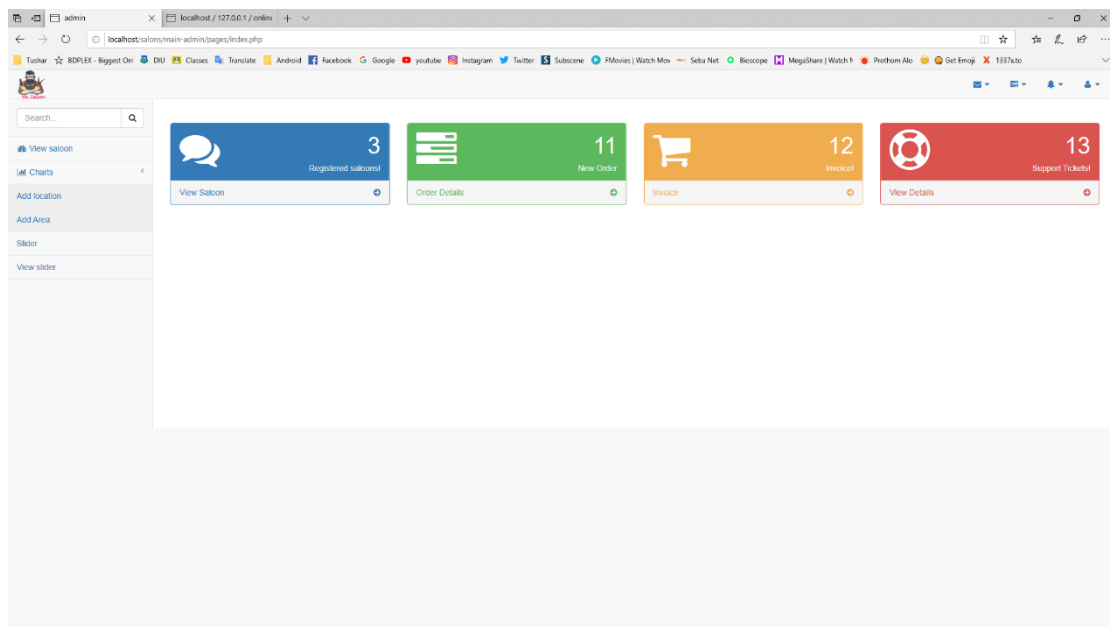 admin
localhost / 127.0.0.1 / online
localhost/salons/main-admin/pages/index.php
Tushar BDPLEX - Biggest Onl DIU Classes Translate Android Facebook Google youtube Instagram Twitter Subscene FMovies | Watch Mov Seba Net Bioscope MegaShare | Watch N Prothom Alo Get Emoji 1337x.to
Mr. Saloon
Search...
View saloon
Charts
Add location
Add Area
Slider
View slider
3
Registered saloons!
View Saloon
11
New Order
Order Details
12
Invoice!
Invoice
13
Support Tickets!
View Details